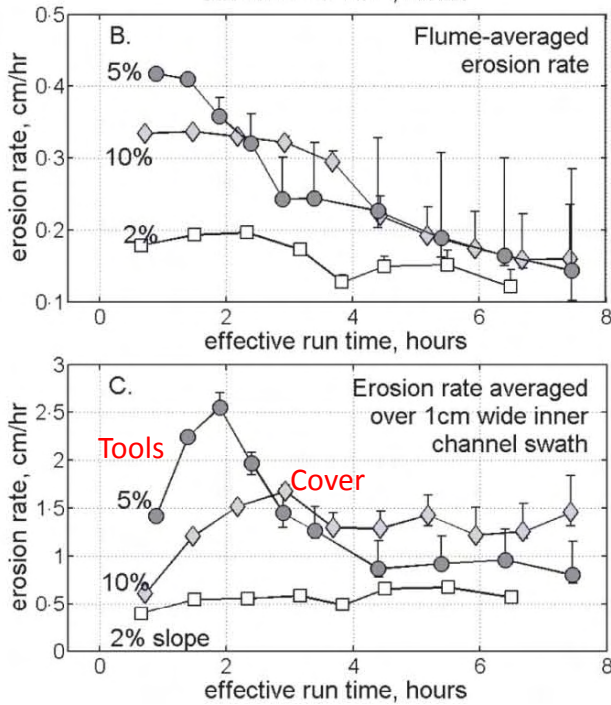 B.
Flume-averaged
erosion rate
5%
10%
2%
0·5
0·4
0·3
0·2
0·1
erosion rate, cm/hr
0 2 4 6 8
effective run time, hours
C.
Erosion rate averaged
over 1cm wide inner
channel swath
Tools
Cover
5%
10%
2% slope
3
2·5
2
1·5
1
0·5
0
erosion rate, cm/hr
0 2 4 6 8
effective run time, hours